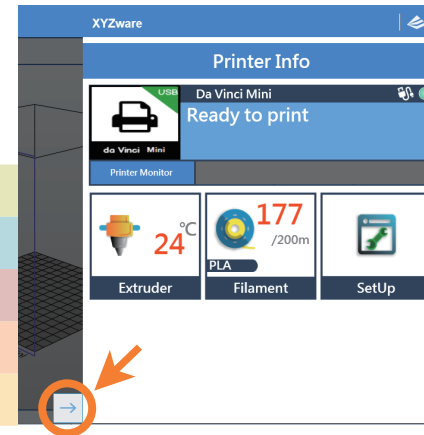 XYZware
Printer Info
USB
da Vinci Mini
Da Vinci Mini
Ready to print
Printer Monitor
24°C
Extruder
177
/200m
PLA
Filament
SetUp